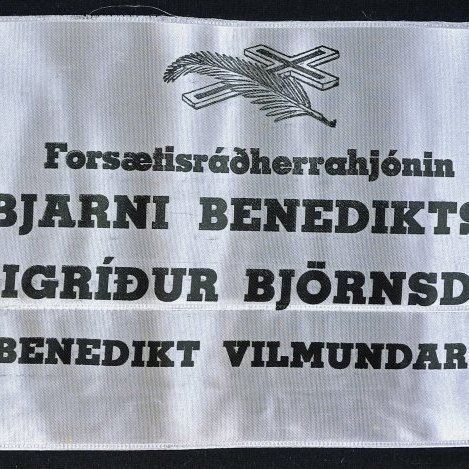 Forsætisráðherrahjónin
BJARNI BENEDIKTS
IGRÍÐUR BJÖRNSD
BENEDIKT VILMUNDAR